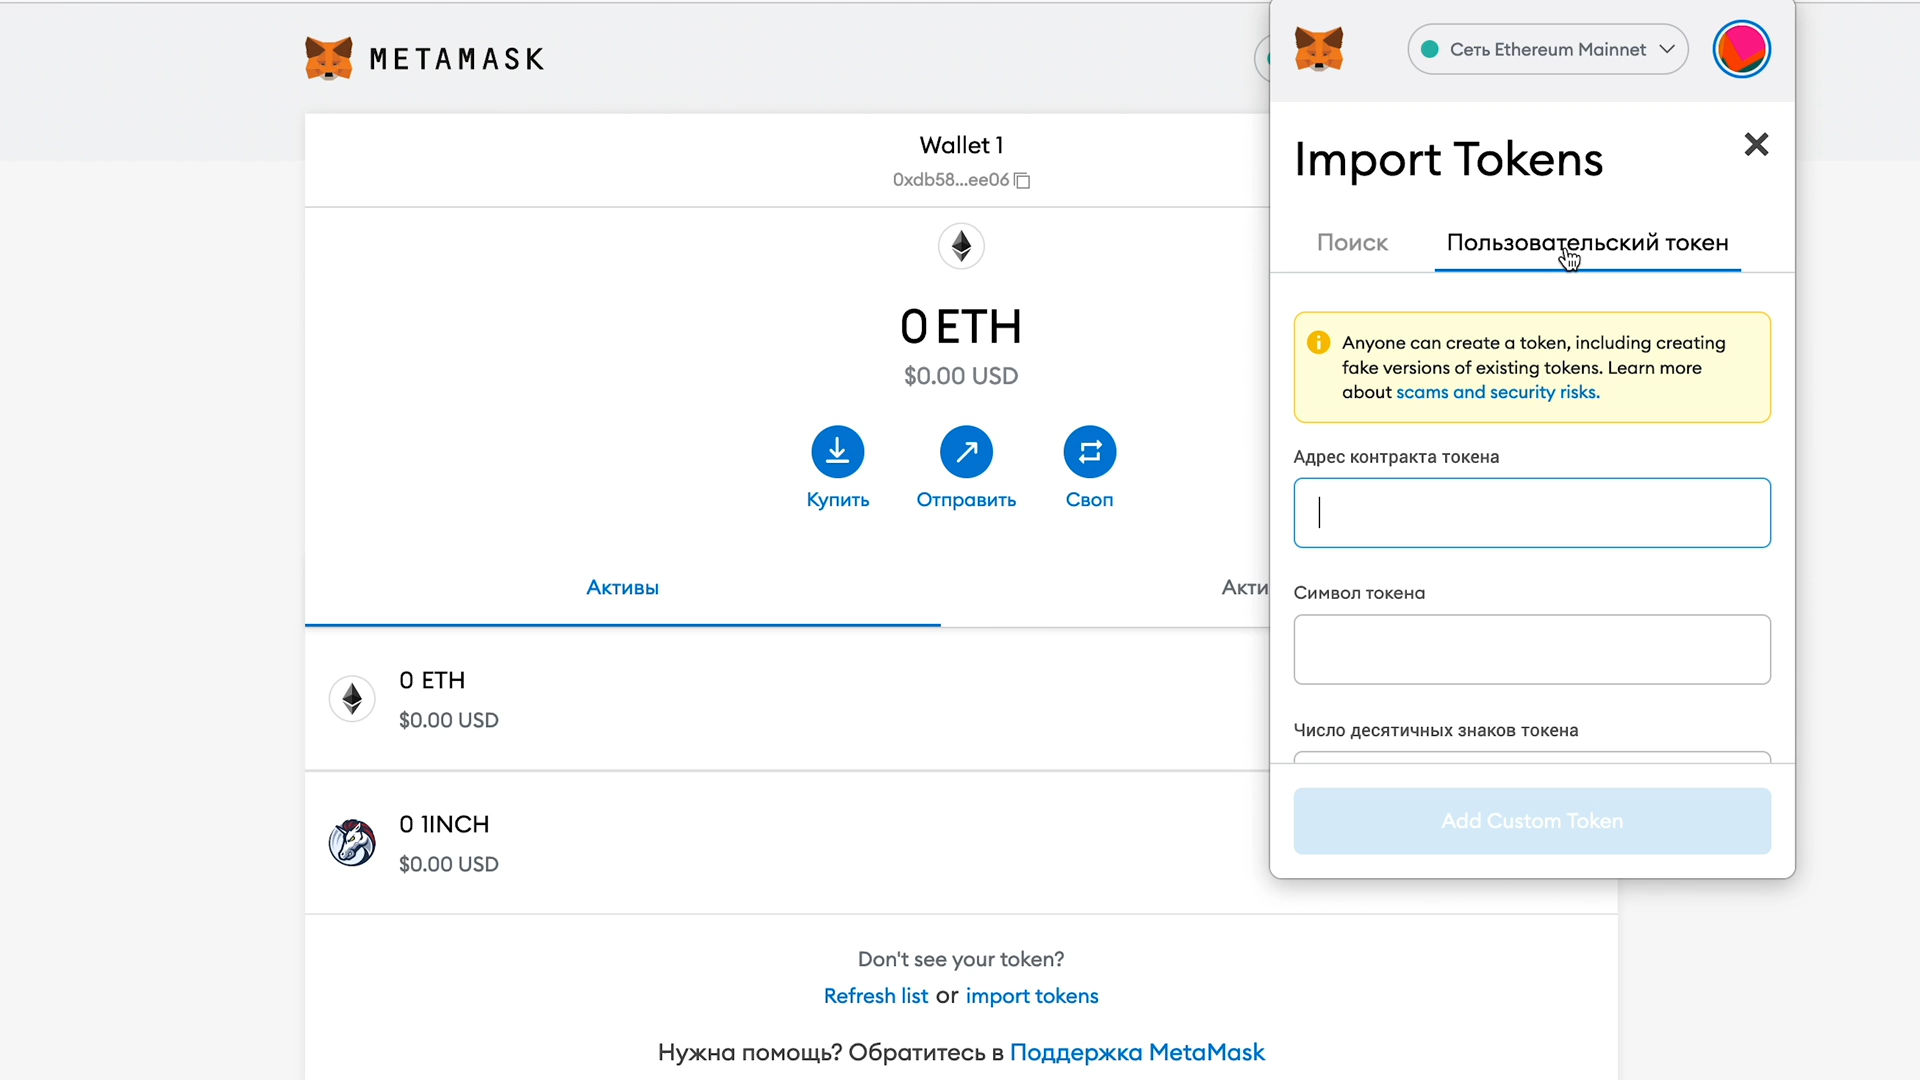 METAMASK
Wallet 1
0xdb58...ee06
0 ETH
$0.00 USD
Купить
Отправить
Своп
Активы
Акти
0 ETH
$0.00 USD
0 1INCH
$0.00 USD
Don't see your token?
Refresh list or import tokens
Нужна помощь? Обратитесь в Поддержка MetaMask
Сеть Ethereum Mainnet
Import Tokens
Поиск
Пользовательский токен
Anyone can create a token, including creating
fake versions of existing tokens. Learn more
about scams and security risks.
Адрес контракта токена
Символ токена
Число десятичных знаков токена
Add Custom Token